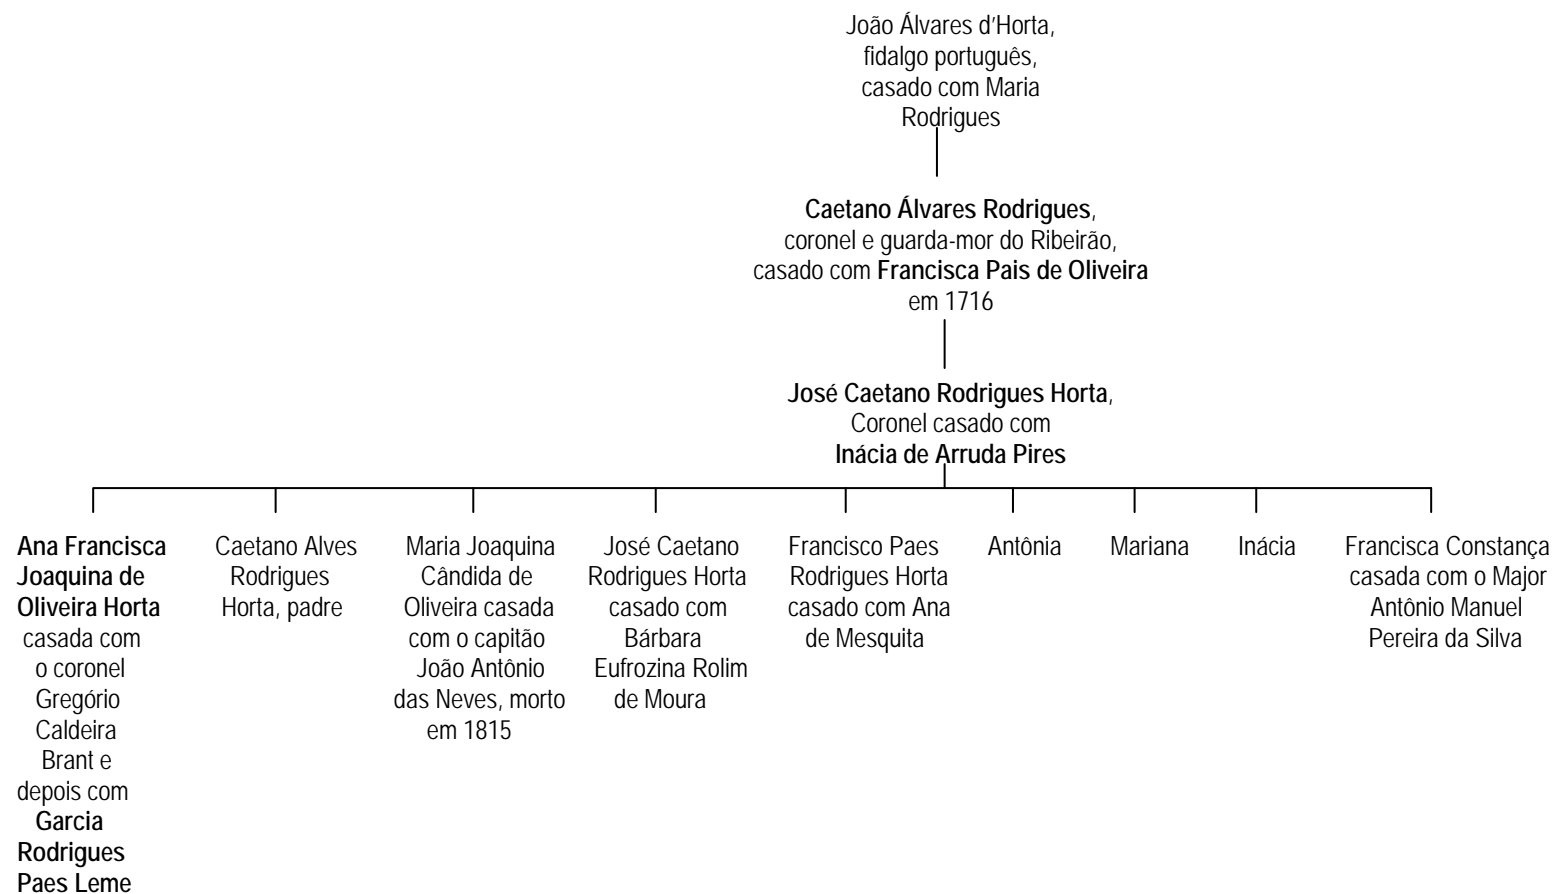 João Álvares d'Horta,
fidalgo português,
casado com Maria
Rodrigues
Caetano Álvares Rodrigues,
coronel e guarda-mor do Ribeirão,
casado com Francisca Pais de Oliveira
em 1716
José Caetano Rodrigues Horta,
Coronel casado com
Inácia de Arruda Pires
Ana Francisca
Joaquina de
Oliveira Horta
casada com
o coronel
Gregório
Caldeira
Brant e
depois com
Garcia
Rodrigues
Paes Leme
Caetano Alves
Rodrigues
Horta, padre
Maria Joaquina
Cândida de
Oliveira casada
com o capitão
João Antônio
das Neves, morto
em 1815
José Caetano
Rodrigues Horta
casado com
Bárbara
Eufrozina Rolim
de Moura
Francisco Paes
Rodrigues Horta
casado com Ana
de Mesquita
Antônia
Mariana
Inácia
Francisca Constança
casada com o Major
Antônio Manuel
Pereira da Silva